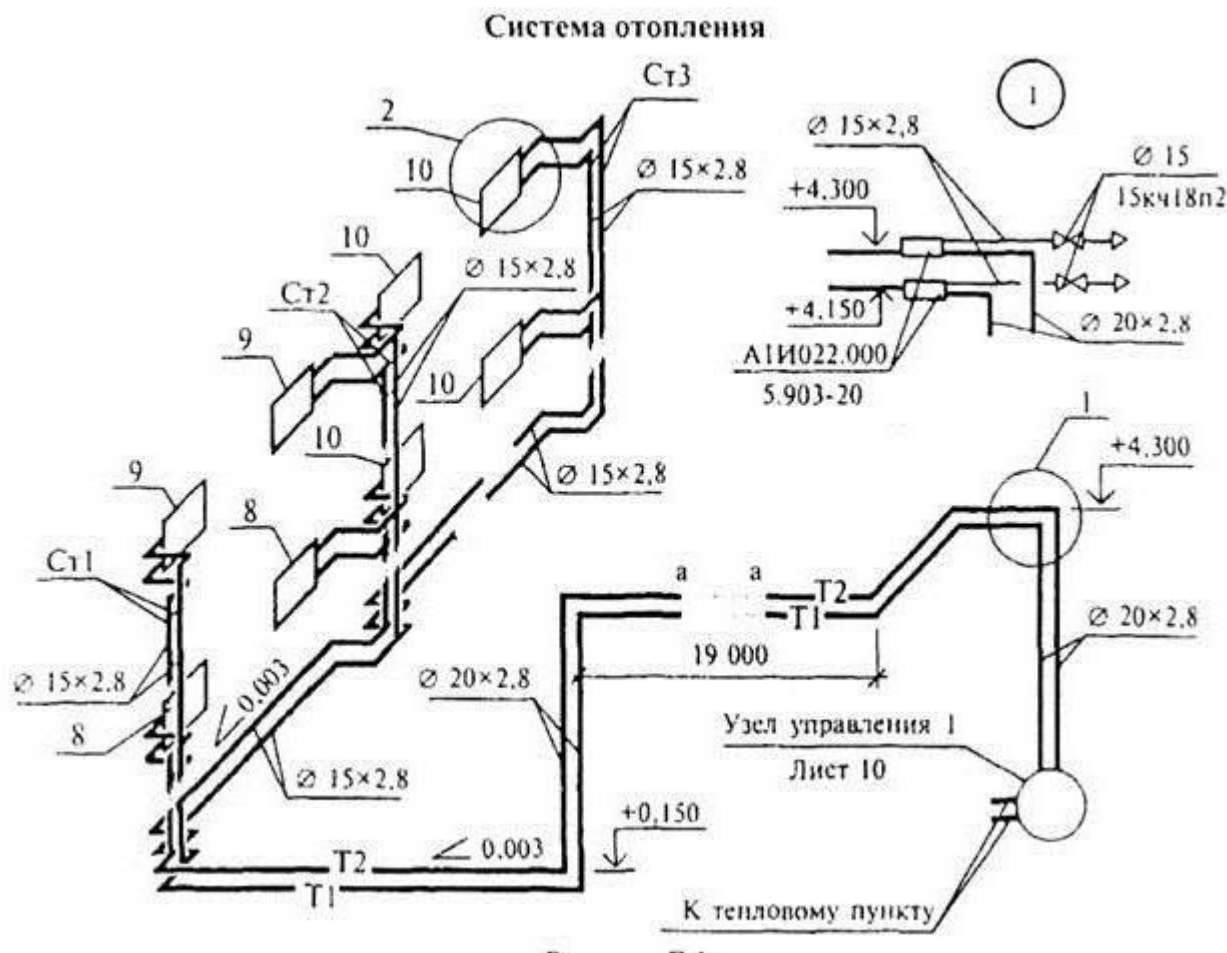 Система отопления
Ст3
2
1
∅ 15×2,8
∅ 15
10
∅ 15×2.8
+4,300
15кч18п2
10
∅ 15×2,8
Ст2
+4,150
∅ 20×2.8
9
10
А1И022.000
5.903-20
10
1
+4,300
9
∅ 15×2,8
8
Ст1
а
а
Т2
Т1
∅ 20×2.8
∅ 15×2.8
0,003
∅ 20×2,8
19 000
8
Узел управления 1
Лист 10
∅ 15×2.8
+0,150
Т2
0.003
Т1
К тепловому пункту